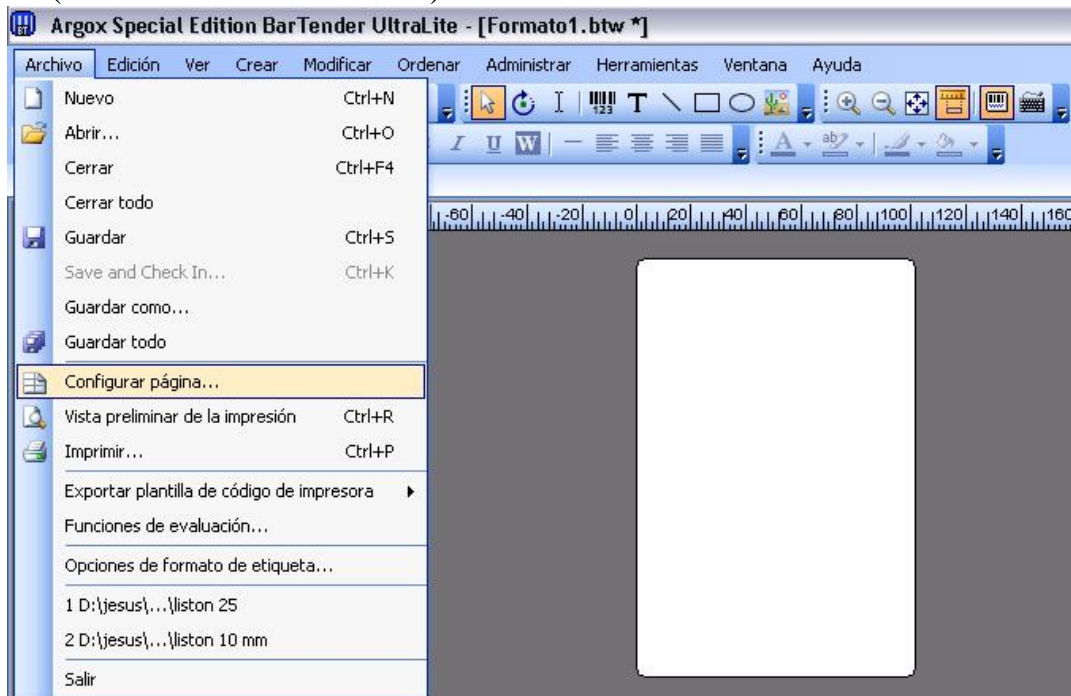 Argox Special Edition BarTender UltraLite - [Formato1.btw *]
Archivo Edición Ver Crear Modificar Ordenar Administrar Herramientas Ventana Ayuda
Nuevo Ctrl+N
Abrir... Ctrl+O
Cerrar Ctrl+F4
Cerrar todo
-60 -40 -20 0 20 40 60 80 100 120 140 160
Guardar Ctrl+S
Save and Check In... Ctrl+K
Guardar como...
Guardar todo
Configurar página...
Vista preliminar de la impresión Ctrl+R
Imprimir... Ctrl+P
Exportar plantilla de código de impresora
Funciones de evaluación...
Opciones de formato de etiqueta...
1 D:\jesus\...\liston 25
2 D:\jesus\...\liston 10 mm
Salir